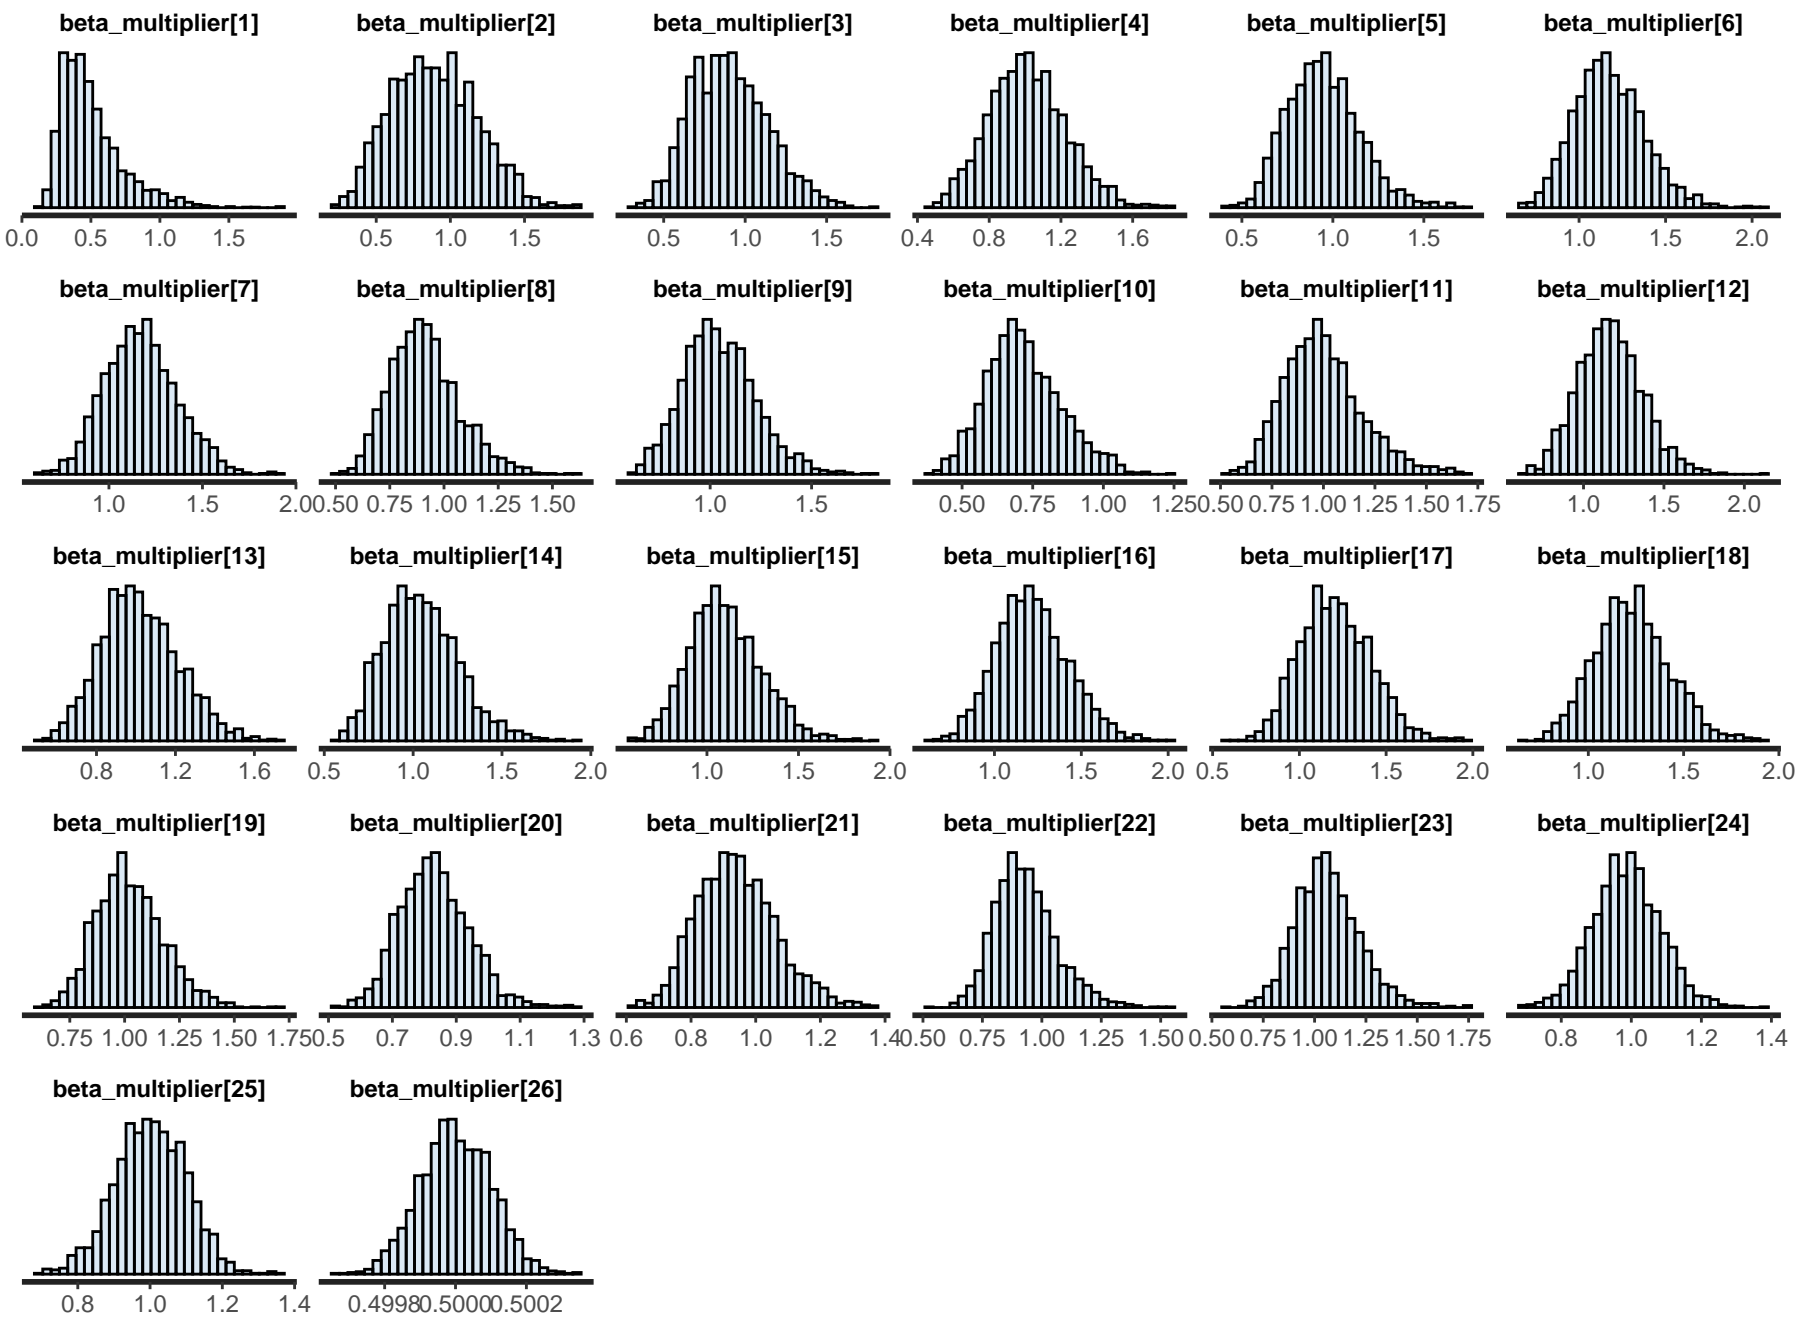 beta_multiplier[1] beta_multiplier[2] beta_multiplier[3] beta_multiplier[4] beta_multiplier[5] beta_multiplier[6]
0.0 0.5 1.0 1.5 0.5 1.0 1.5 0.5 1.0 1.5 0.4 0.8 1.2 1.6 0.5 1.0 1.5 1.0 1.5 2.0
beta_multiplier[7] beta_multiplier[8] beta_multiplier[9] beta_multiplier[10] beta_multiplier[11] beta_multiplier[12]
1.0 1.5 2.0 0.50 0.75 1.00 1.25 1.50 1.0 1.5 0.50 0.75 1.00 1.25 0.50 0.75 1.00 1.25 1.50 1.75 1.0 1.5 2.0
beta_multiplier[13] beta_multiplier[14] beta_multiplier[15] beta_multiplier[16] beta_multiplier[17] beta_multiplier[18]
0.8 1.2 1.6 0.5 1.0 1.5 2.0 1.0 1.5 2.0 1.0 1.5 2.0 0.5 1.0 1.5 2.0 1.0 1.5 2.0
beta_multiplier[19] beta_multiplier[20] beta_multiplier[21] beta_multiplier[22] beta_multiplier[23] beta_multiplier[24]
0.75 1.00 1.25 1.50 1.75 0.5 0.7 0.9 1.1 1.3 0.6 0.8 1.0 1.2 1.4 0.50 0.75 1.00 1.25 1.50 0.50 0.75 1.00 1.25 1.50 1.75 0.8 1.0 1.2 1.4
beta_multiplier[25] beta_multiplier[26]
0.8 1.0 1.2 1.4 0.4998 0.5000 0.5002